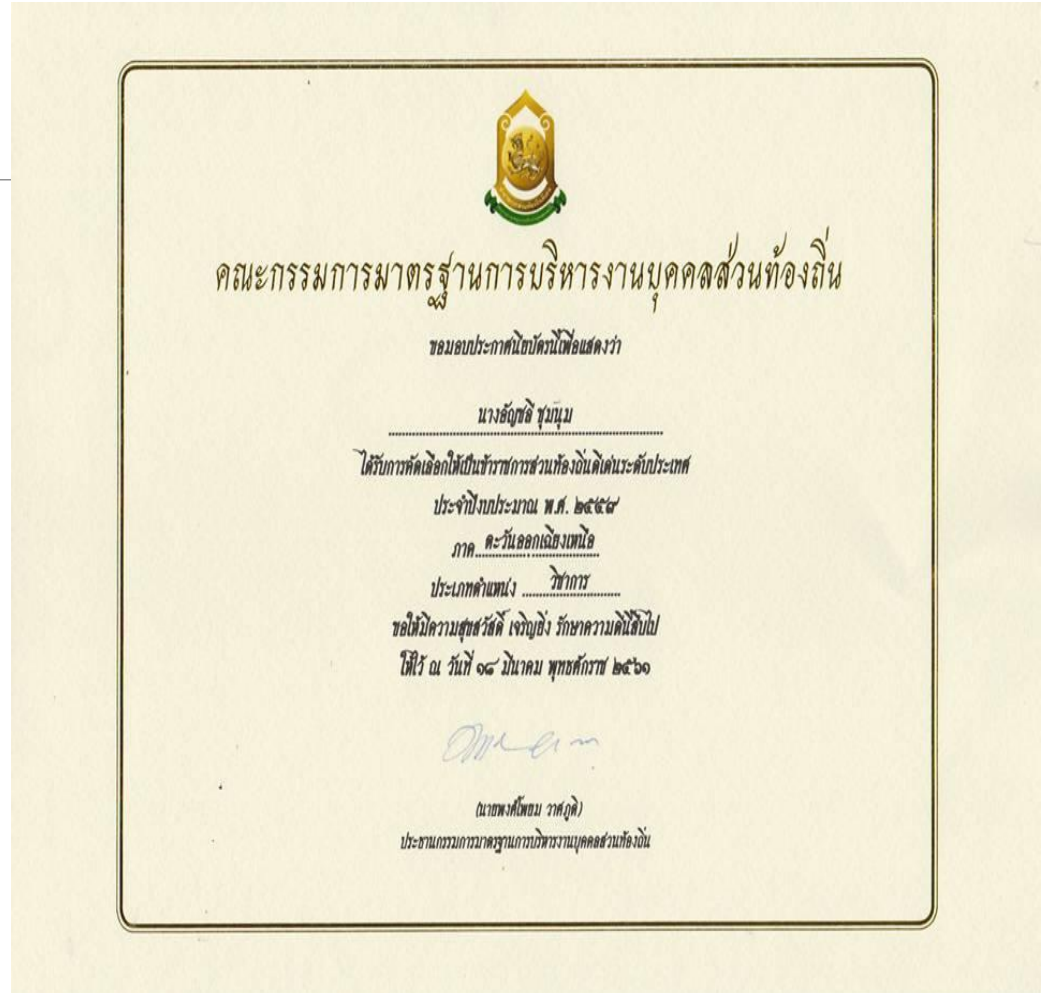 คณะกรรมการมาตรฐานการบริหารงานบุคคลส่วนท้องถิ่น
ขอมอบประกาศนียบัตรนี้เพื่อแสดงว่า
นางอัญชลี ชุมนุม
ได้รับการคัดเลือกให้เป็นข้าราชการส่วนท้องถิ่นดีเด่นระดับประเทศ
ประจำปีงบประมาณ พ.ศ. ๒๕๕๙
ภาค ตะวันออกเฉียงเหนือ
ประเภทตำแหน่ง วิชาการ
ขอให้มีความสุขสวัสดิ์ เจริญยิ่ง รักษาความดีนี้สืบไป
ให้ไว้ ณ วันที่ ๑๘ มีนาคม พุทธศักราช ๒๕๖๑
(นายพงศ์โพยม วาศภูติ)
ประธานกรรมการมาตรฐานการบริหารงานบุคคลส่วนท้องถิ่น